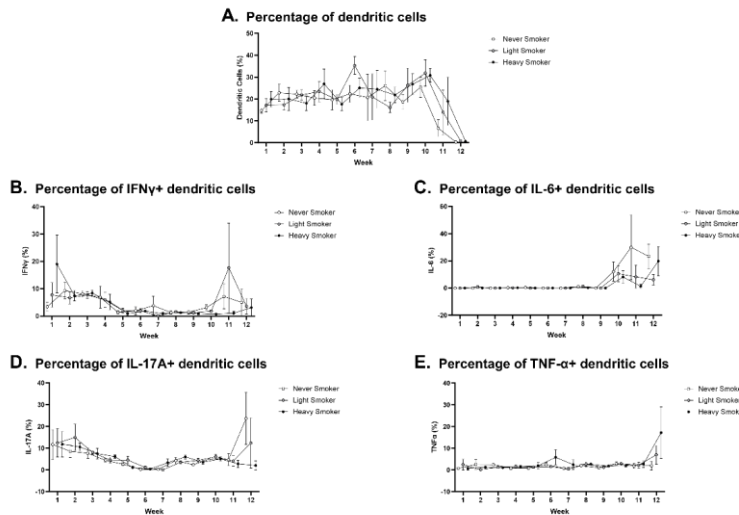 A. Percentage of dendritic cells
Never Smoker
Light Smoker
Heavy Smoker
Dendritic Cells (%)
50
40
30
20
10
0
1 2 3 4 5 6 7 8 9 10 11 12
Week
B. Percentage of IFNγ+ dendritic cells
Never Smoker
Light Smoker
Heavy Smoker
IFNγ (%)
40
30
20
10
0
-10
1 2 3 4 5 6 7 8 9 10 11 12
Week
C. Percentage of IL-6+ dendritic cells
Never Smoker
Light Smoker
Heavy Smoker
IL-6 (%)
60
40
20
0
-20
1 2 3 4 5 6 7 8 9 10 11 12
Week
D. Percentage of IL-17A+ dendritic cells
Never Smoker
Light Smoker
Heavy Smoker
IL-17A (%)
40
30
20
10
0
-10
1 2 3 4 5 6 7 8 9 10 11 12
Week
E. Percentage of TNF-α+ dendritic cells
Never Smoker
Light Smoker
Heavy Smoker
TNFα (%)
40
30
20
10
0
-10
1 2 3 4 5 6 7 8 9 10 11 12
Week